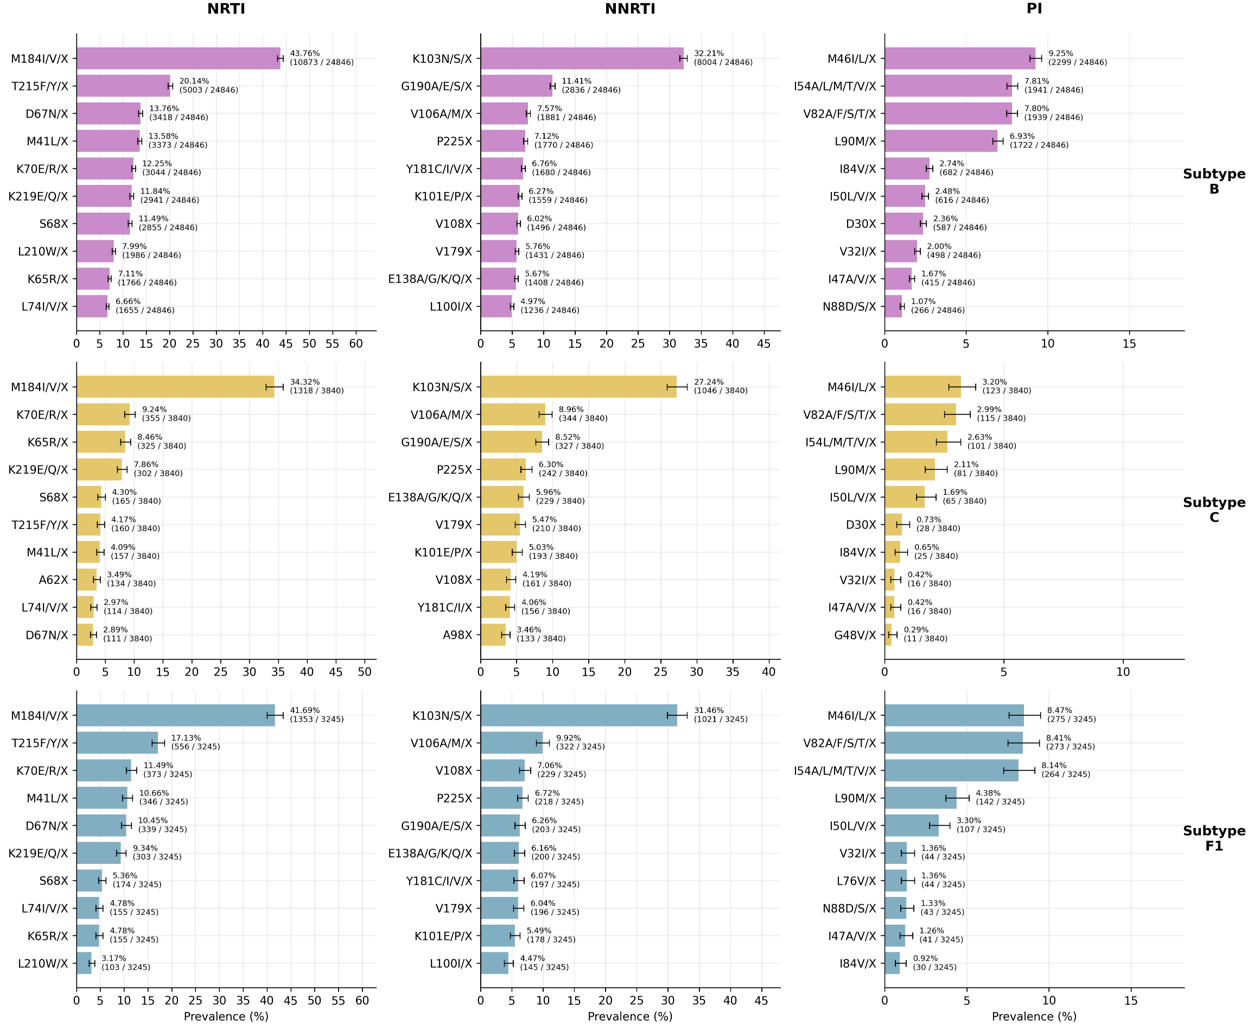 NRTI
NNRTI
PI
M184I/V/X
43.76%
(10873 / 24846)
T215F/Y/X
20.14%
(5003 / 24846)
D67N/X
13.76%
(3418 / 24846)
M41L/X
13.58%
(3373 / 24846)
K70E/R/X
12.25%
(3044 / 24846)
K219E/Q/X
11.84%
(2941 / 24846)
S68X
11.49%
(2855 / 24846)
L210W/X
7.99%
(1986 / 24846)
K65R/X
7.11%
(1766 / 24846)
L74I/V/X
6.66%
(1655 / 24846)
0 5 10 15 20 25 30 35 40 45 50 55 60
K103N/S/X
32.21%
(8004 / 24846)
G190A/E/S/X
11.41%
(2836 / 24846)
V106A/M/X
7.57%
(1881 / 24846)
P225X
7.12%
(1770 / 24846)
Y181C/I/V/X
6.76%
(1680 / 24846)
K101E/P/X
6.27%
(1559 / 24846)
V108X
6.02%
(1496 / 24846)
V179X
5.76%
(1431 / 24846)
E138A/G/K/Q/X
5.67%
(1408 / 24846)
L100I/X
4.97%
(1236 / 24846)
0 5 10 15 20 25 30 35 40 45
M46I/L/X
9.25%
(2299 / 24846)
I54A/L/M/T/V/X
7.81%
(1941 / 24846)
V82A/F/S/T/X
7.80%
(1939 / 24846)
L90M/X
6.93%
(1722 / 24846)
I84V/X
2.74%
(682 / 24846)
I50L/V/X
2.48%
(616 / 24846)
D30X
2.36%
(587 / 24846)
V32I/X
2.00%
(498 / 24846)
I47A/V/X
1.67%
(415 / 24846)
N88D/S/X
1.07%
(266 / 24846)
0 5 10 15
Subtype
B
M184I/V/X
34.32%
(1318 / 3840)
K70E/R/X
9.24%
(355 / 3840)
K65R/X
8.46%
(325 / 3840)
K219E/Q/X
7.86%
(302 / 3840)
S68X
4.30%
(165 / 3840)
T215F/Y/X
4.17%
(160 / 3840)
M41L/X
4.09%
(157 / 3840)
A62X
3.49%
(134 / 3840)
L74I/V/X
2.97%
(114 / 3840)
D67N/X
2.89%
(111 / 3840)
0 5 10 15 20 25 30 35 40 45 50
K103N/S/X
27.24%
(1046 / 3840)
V106A/M/X
8.96%
(344 / 3840)
G190A/E/S/X
8.52%
(327 / 3840)
P225X
6.30%
(242 / 3840)
E138A/G/K/Q/X
5.96%
(229 / 3840)
V179X
5.47%
(210 / 3840)
K101E/P/X
5.03%
(193 / 3840)
V108X
4.19%
(161 / 3840)
Y181C/I/X
4.06%
(156 / 3840)
A98X
3.46%
(133 / 3840)
0 5 10 15 20 25 30 35 40
M46I/L/X
3.20%
(123 / 3840)
V82A/F/S/T/X
2.99%
(115 / 3840)
I54L/M/T/V/X
2.63%
(101 / 3840)
L90M/X
2.11%
(81 / 3840)
I50L/V/X
1.69%
(65 / 3840)
D30X
0.73%
(28 / 3840)
I84V/X
0.65%
(25 / 3840)
V32I/X
0.42%
(16 / 3840)
I47A/V/X
0.42%
(16 / 3840)
G48V/X
0.29%
(11 / 3840)
0 5 10
Subtype
C
M184I/V/X
41.69%
(1353 / 3245)
T215F/Y/X
17.13%
(556 / 3245)
K70E/R/X
11.49%
(373 / 3245)
M41L/X
10.66%
(346 / 3245)
D67N/X
10.45%
(339 / 3245)
K219E/Q/X
9.34%
(303 / 3245)
S68X
5.36%
(174 / 3245)
L74I/V/X
4.78%
(155 / 3245)
K65R/X
4.78%
(155 / 3245)
L210W/X
3.17%
(103 / 3245)
0 5 10 15 20 25 30 35 40 45 50 55 60
Prevalence (%)
K103N/S/X
31.46%
(1021 / 3245)
V106A/M/X
9.92%
(322 / 3245)
V108X
7.06%
(229 / 3245)
P225X
6.72%
(218 / 3245)
G190A/E/S/X
6.26%
(203 / 3245)
E138A/G/K/Q/X
6.16%
(200 / 3245)
Y181C/I/V/X
6.07%
(197 / 3245)
V179X
6.04%
(196 / 3245)
K101E/P/X
5.49%
(178 / 3245)
L100I/X
4.47%
(145 / 3245)
0 5 10 15 20 25 30 35 40 45
Prevalence (%)
M46I/L/X
8.47%
(275 / 3245)
V82A/F/S/T/X
8.41%
(273 / 3245)
I54A/L/M/T/V/X
8.14%
(264 / 3245)
L90M/X
4.38%
(142 / 3245)
I50L/V/X
3.30%
(107 / 3245)
V32I/X
1.36%
(44 / 3245)
L76V/X
1.36%
(44 / 3245)
N88D/S/X
1.33%
(43 / 3245)
I47A/V/X
1.26%
(41 / 3245)
I84V/X
0.92%
(30 / 3245)
0 5 10 15
Prevalence (%)
Subtype
F1